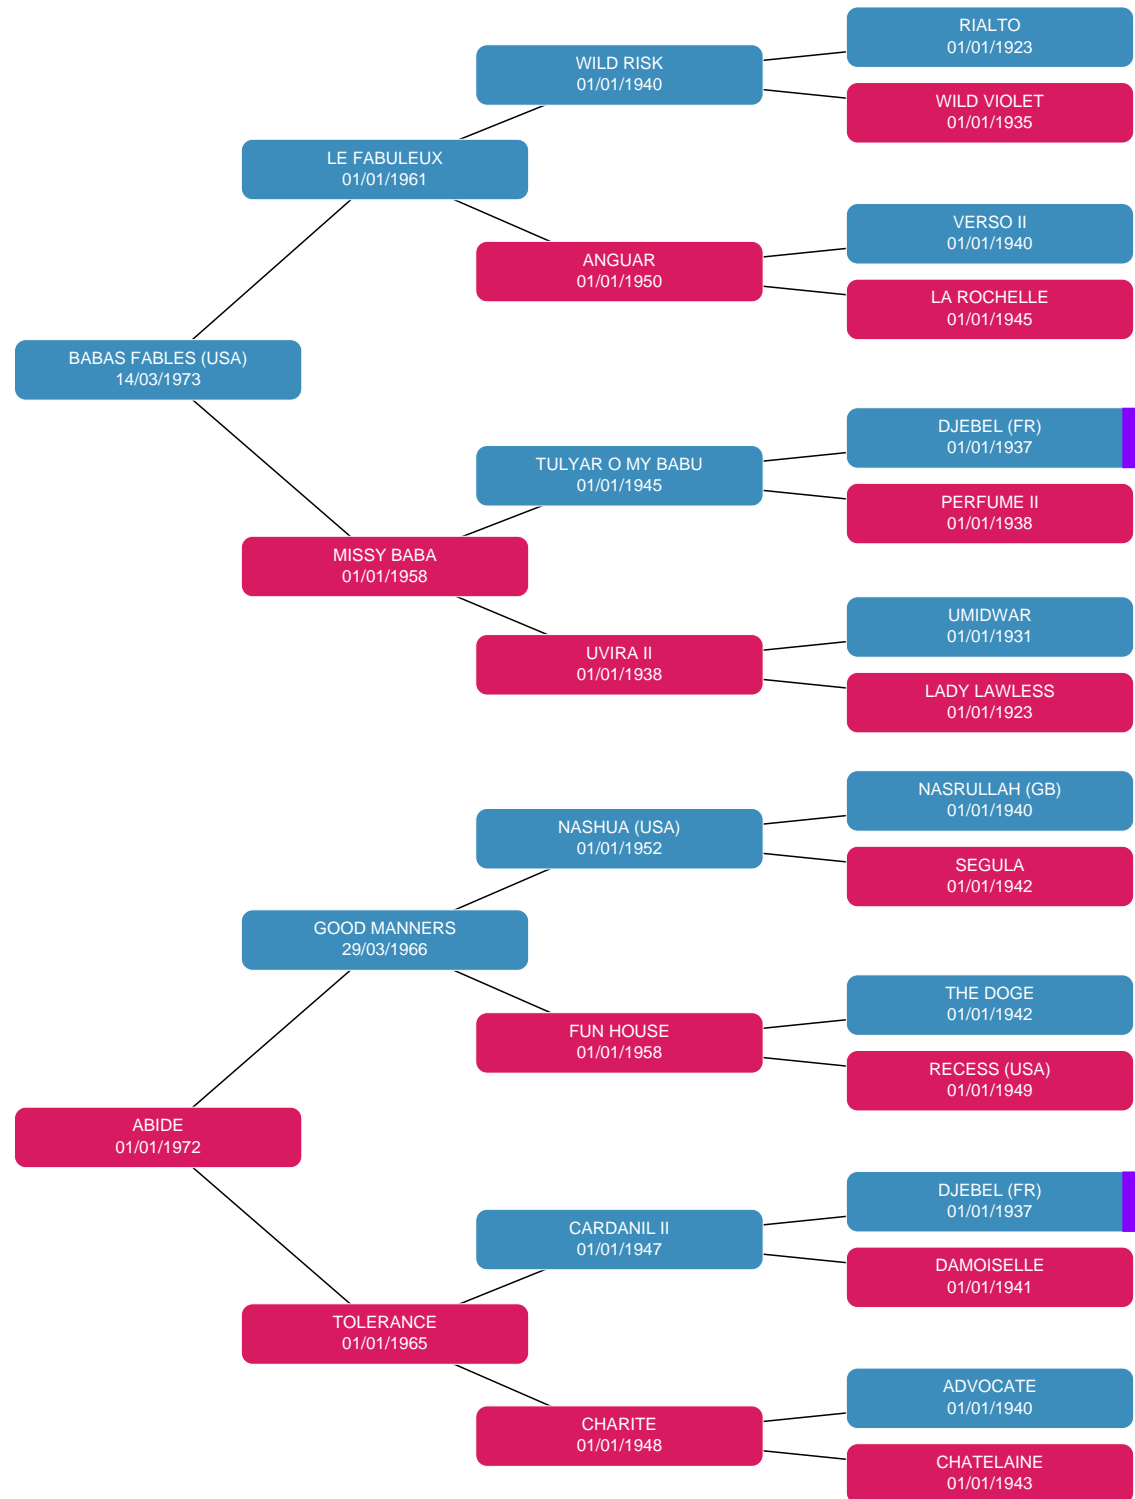 RIALTO
01/01/1923
WILD RISK
01/01/1940
WILD VIOLET
01/01/1935
LE FABULEUX
01/01/1961
VERSO II
01/01/1940
ANGUAR
01/01/1950
LA ROCHELLE
01/01/1945
BABAS FABLES (USA)
14/03/1973
DJEBEL (FR)
01/01/1937
TULYAR O MY BABU
01/01/1945
PERFUME II
01/01/1938
MISSY BABA
01/01/1958
UMIDWAR
01/01/1931
UVIRA II
01/01/1938
LADY LAWLESS
01/01/1923
NASRULLAH (GB)
01/01/1940
NASHUA (USA)
01/01/1952
SEGULA
01/01/1942
GOOD MANNERS
29/03/1966
THE DOGE
01/01/1942
FUN HOUSE
01/01/1958
RECESS (USA)
01/01/1949
ABIDE
01/01/1972
DJEBEL (FR)
01/01/1937
CARDANIL II
01/01/1947
DAMOISELLE
01/01/1941
TOLERANCE
01/01/1965
ADVOCATE
01/01/1940
CHARITE
01/01/1948
CHATELAINE
01/01/1943